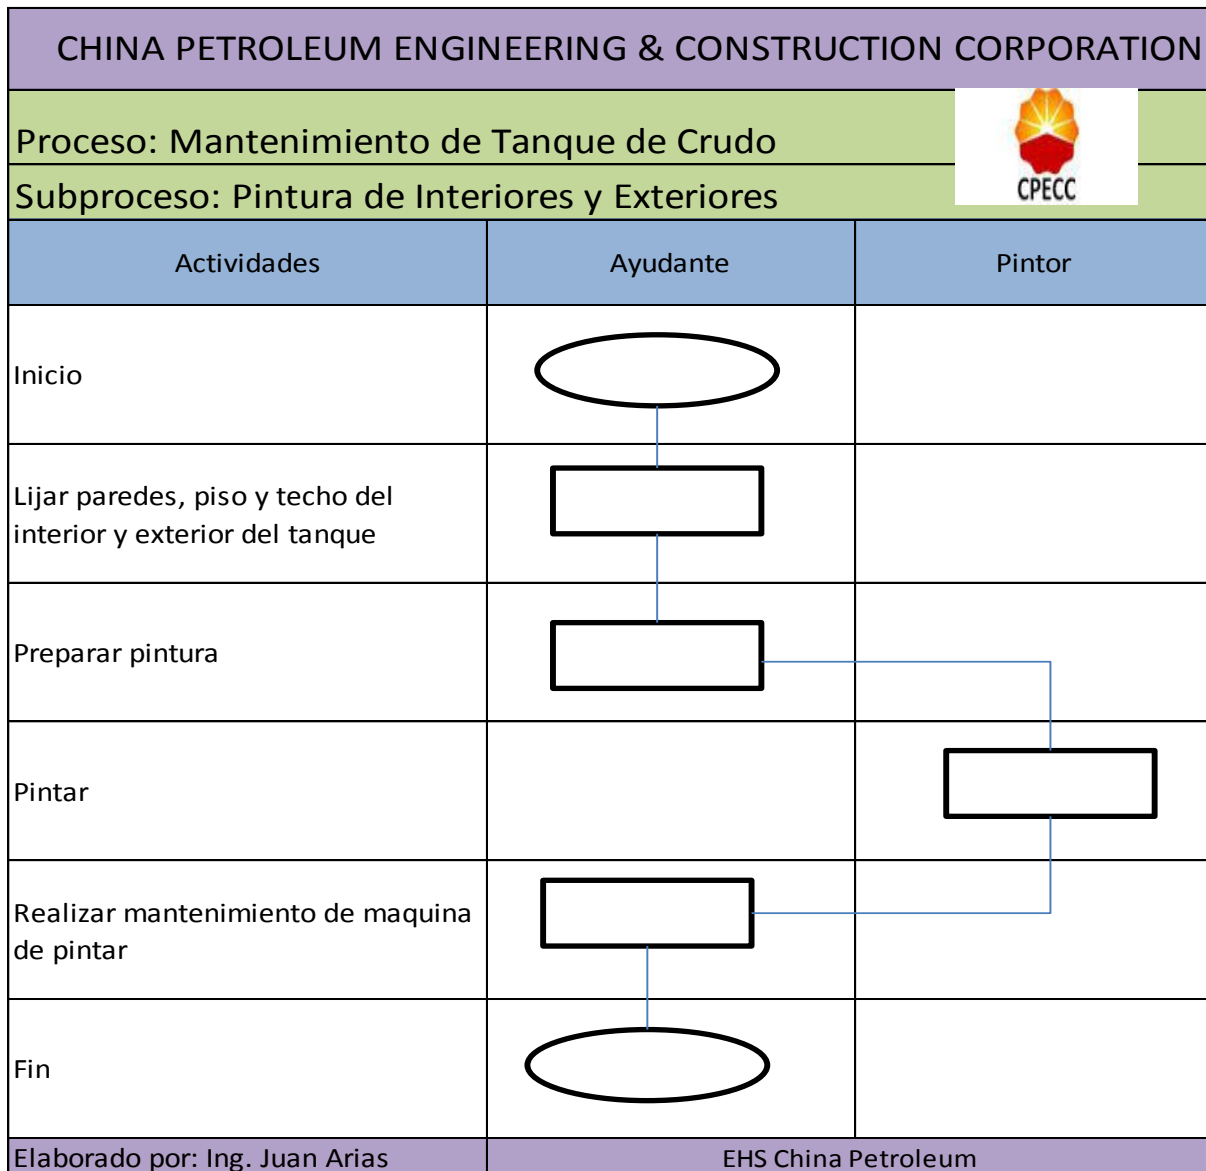 CHINA PETROLEUM ENGINEERING & CONSTRUCTION CORPORATION
Proceso: Mantenimiento de Tanque de Crudo
CPECC
Subproceso: Pintura de Interiores y Exteriores
Actividades
Ayudante
Pintor
Inicio
Lijar paredes, piso y techo del
interior y exterior del tanque
Preparar pintura
Pintar
Realizar mantenimiento de maquina
de pintar
Fin
Elaborado por: Ing. Juan Arias
EHS China Petroleum